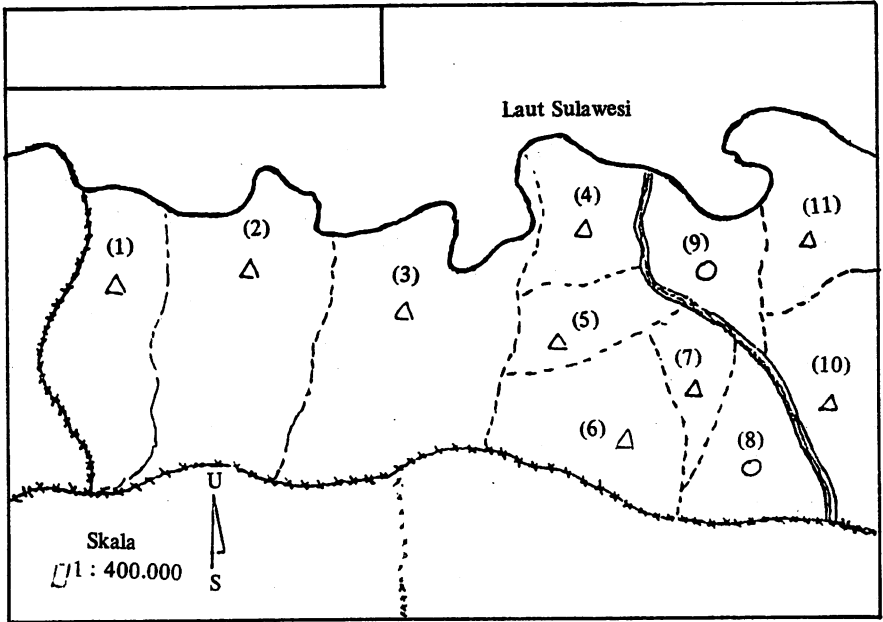 Laut Sulawesi
(1)
(2)
(3)
(4)
(5)
(6)
(7)
(8)
(9)
(10)
(11)
U
S
Skala
1 : 400.000